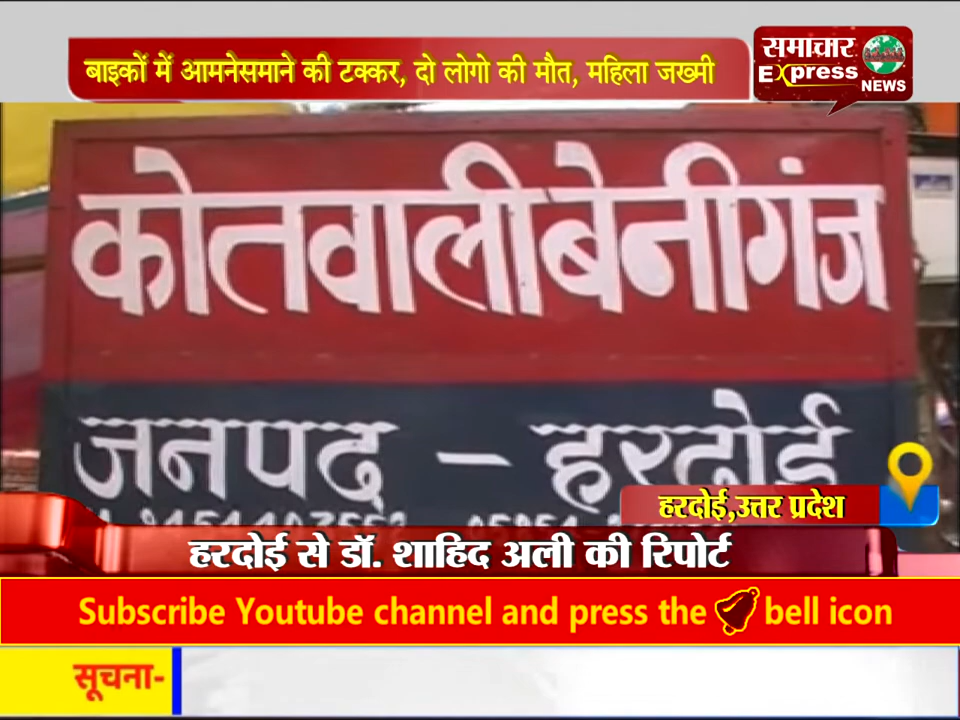 बाइकों में आमनेसमाने की टक्कर, दो लोगो की मौत, महिला जख्मी
समाचार
Express
NEWS
कोतवाली बेनीगंज
जनपद - हरदोई
हरदोई,उत्तर प्रदेश
हरदोई से डॉ. शाहिद अली की रिपोर्ट
Subscribe Youtube channel and press the bell icon
सूचना-